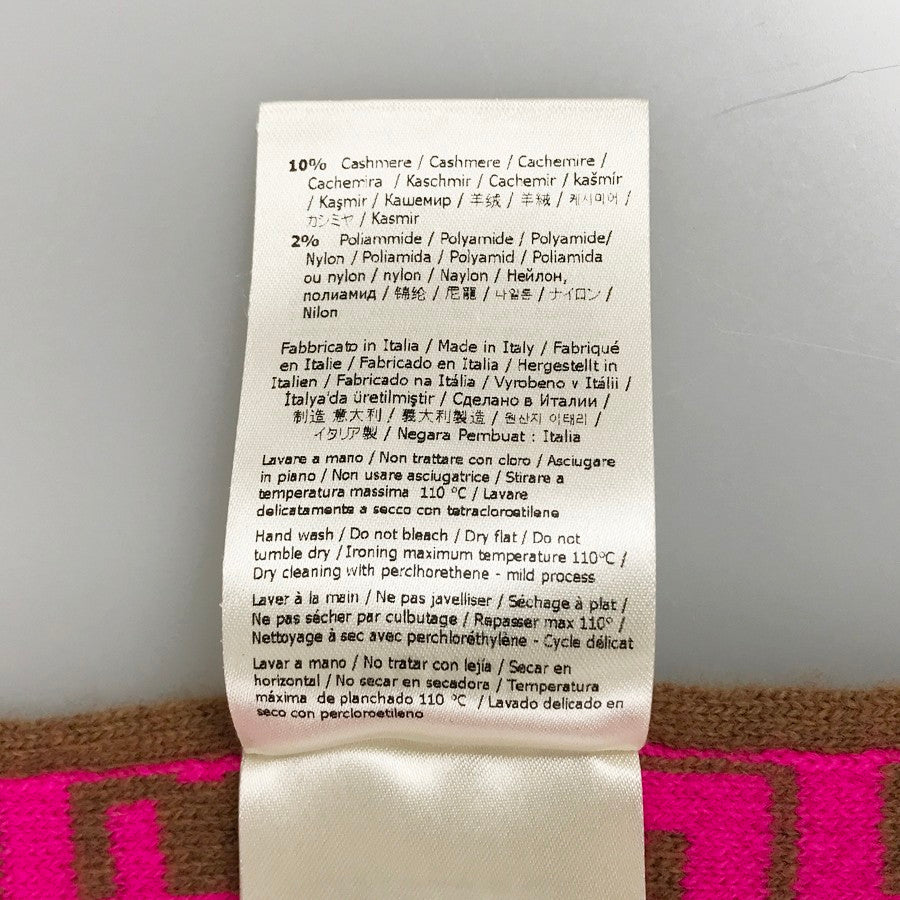 10% Cashmere / Cashmere / Cachemire /
Cachemira / Kaschmir / Cachemir / kašmír
/ Kaşmir / Кашемир / 羊绒 / 羊絨 / 캐시미어 /
カシミヤ / Kasmir
2% Poliammide / Polyamide / Polyamide/
Nylon / Poliamida / Polyamid / Poliamida
ou nylon / nylon / Naylon / Нейлон,
полиамид / 锦纶 / 尼龍 / 나일론 / ナイロン /
Nilon
Fabbricato in Italia / Made in Italy / Fabriqué
en Italie / Fabricado en Italia / Hergestellt in
Italien / Fabricado na Itália / Vyrobeno v Itálii /
İtalya'da üretilmiştir / Сделано в Италии /
制造 意大利 / 義大利製造 / 원산지 이태리 /
イタリア製 / Negara Pembuat : Italia
Lavare a mano / Non trattare con cloro / Asciugare
in piano / Non usare asciugatrice / Stirare a
temperatura massima 110 °C / Lavare
delicatamente a secco con tetracloroetilene
Hand wash / Do not bleach / Dry flat / Do not
tumble dry / Ironing maximum temperature 110°C /
Dry cleaning with perclhorethene - mild process
Laver à la main / Ne pas javelliser / Séchage à plat /
Ne pas sécher par culbutage / Repasser max 110° /
Nettoyage à sec avec perchloréthylène - Cycle délicat
Lavar a mano / No tratar con lejía / Secar en
horizontal / No secar en secadora / Temperatura
máxima de planchado 110 °C / Lavado delicado en
seco con percloroetileno